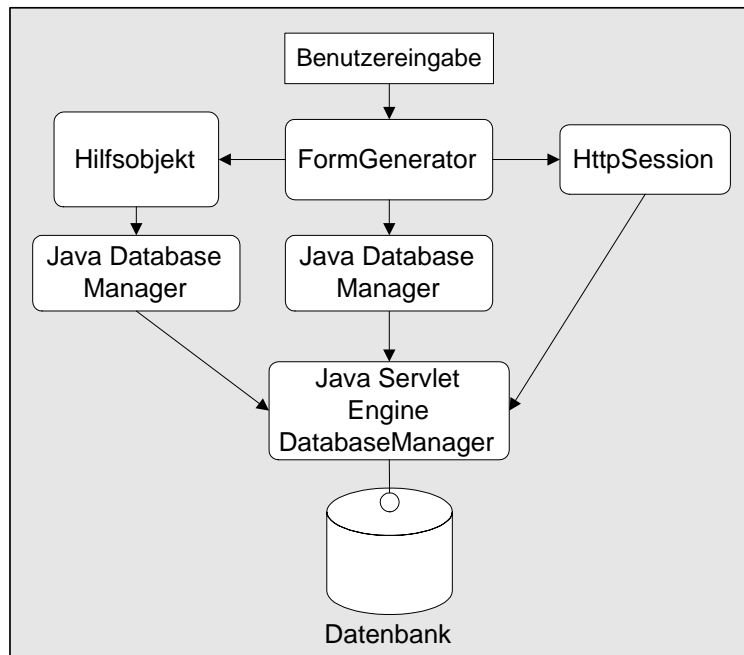 Benutzereingabe
Hilfsobjekt
FormGenerator
HttpSession
Java Database
Manager
Java Database
Manager
Java Servlet
Engine
DatabaseManager
Datenbank